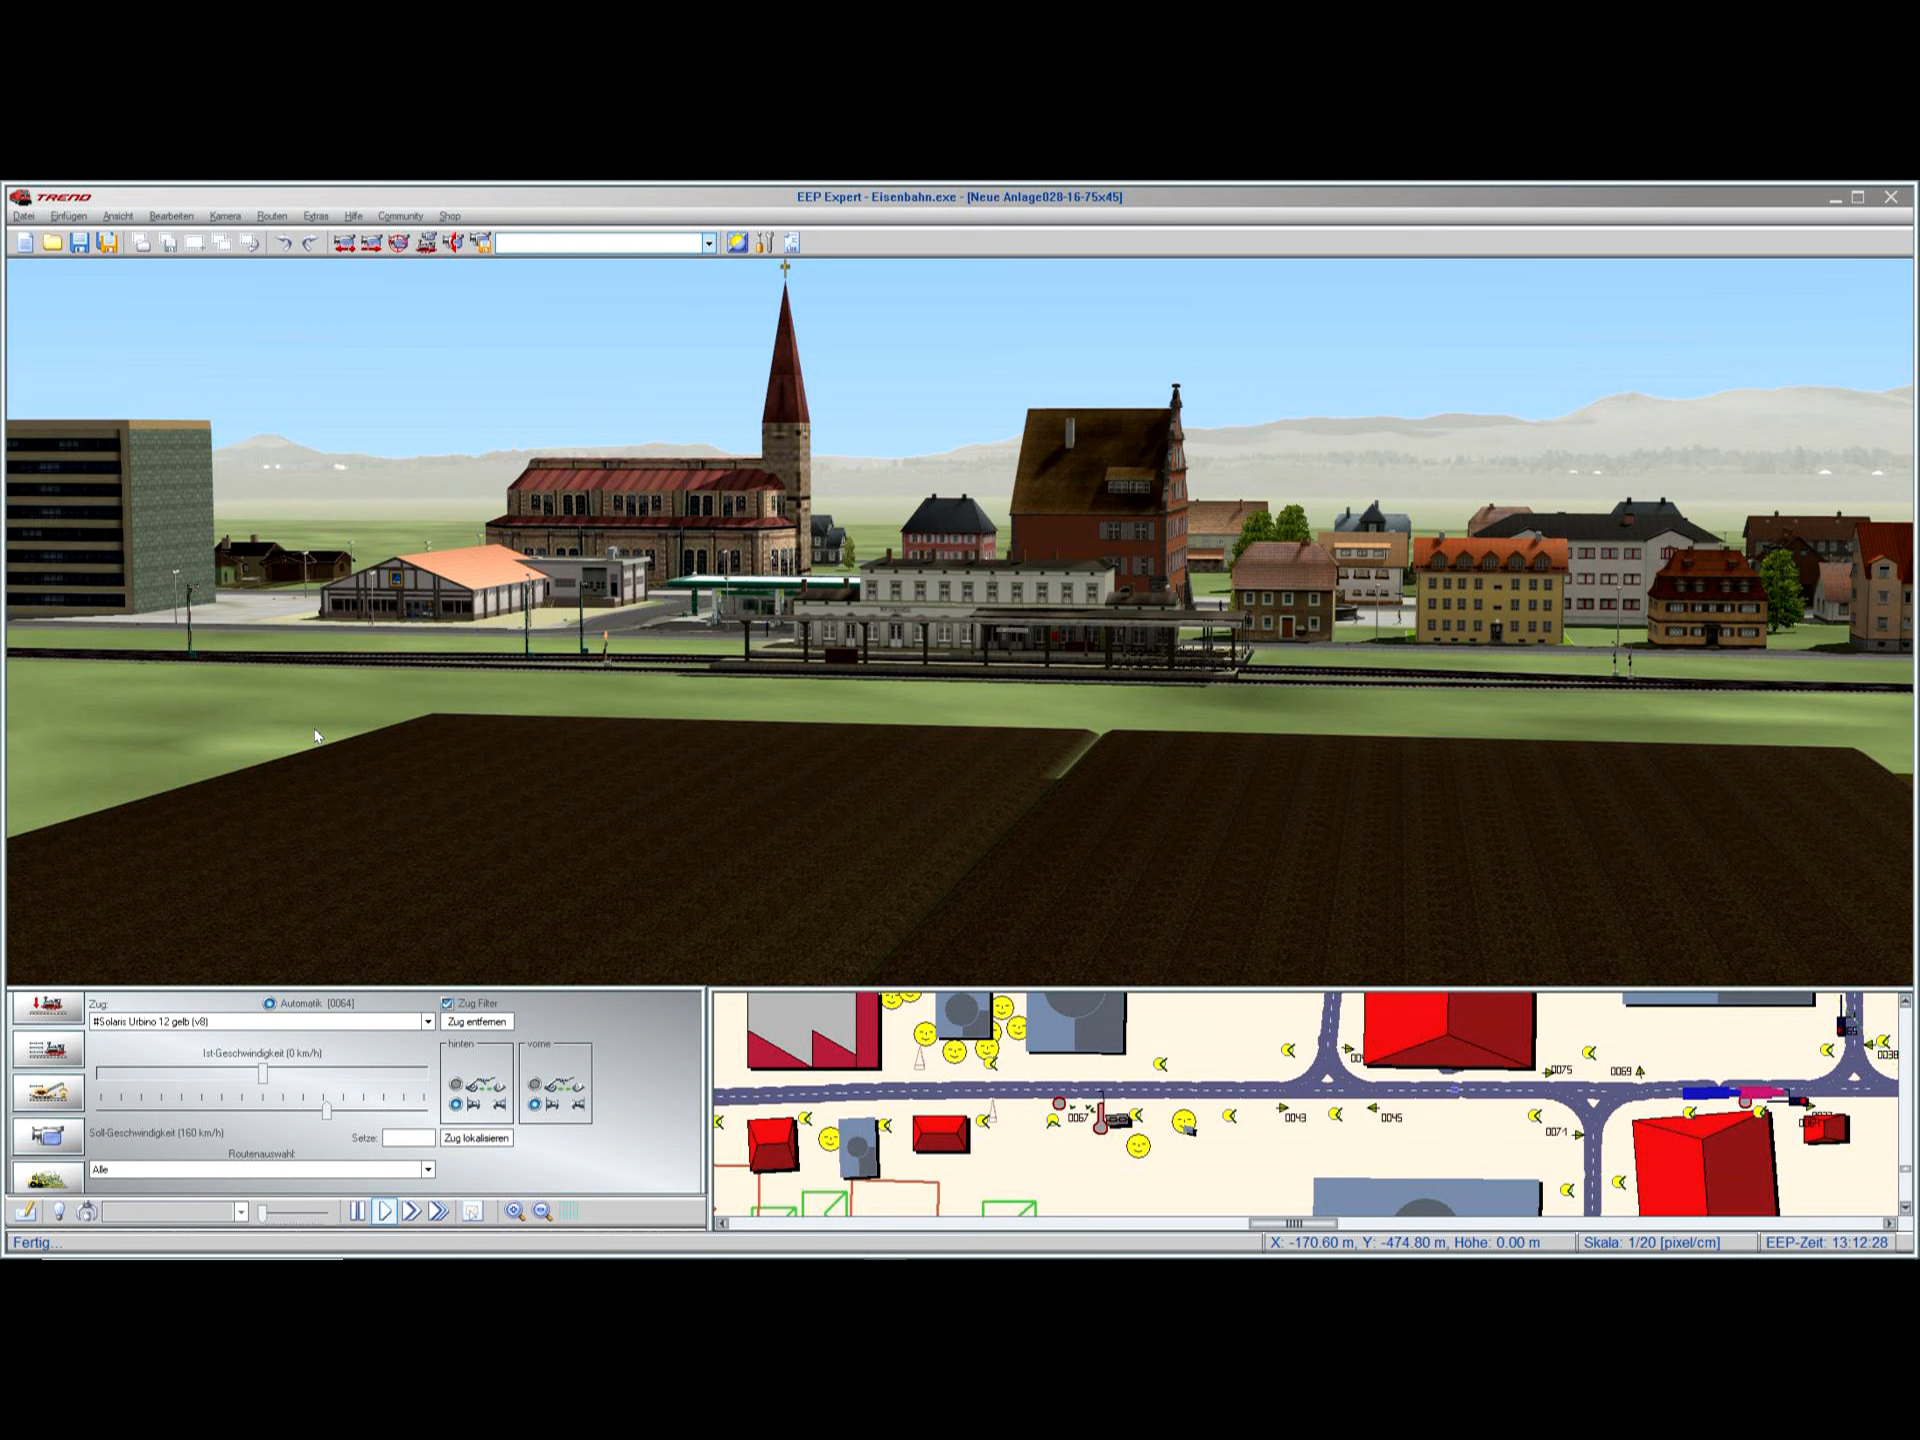 TREND
EEP Expert - Eisenbahn.exe - [Neue Anlage028-16-75x45]
Datei Einfügen Ansicht Bearbeiten Kamera Routen Extras Hilfe Community Shop
Zug:
Automatik [0064]
Zug Filter
#Solaris Urbino 12 gelb (v8)
Zug entfernen
Ist-Geschwindigkeit (0 km/h)
hinten
vorne
Soll-Geschwindigkeit (160 km/h)
Setze:
Zug lokalisieren
Routenauswahl:
Alle
0075
0069
0038
0067
0043
0045
0071
Fertig...
X: -170.60 m, Y: -474.80 m, Höhe: 0.00 m
Skala: 1/20 [pixel/cm]
EEP-Zeit: 13:12:28